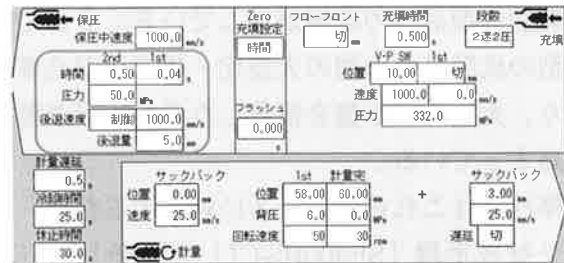 保圧
保圧中速度 1000.0 mm/s
2nd 1st
時間 0.50 0.04 s
圧力 50.0 MPa
後退速度 制御 1000.0 mm/s
後退量 5.0 mm
Zero
充填設定
時間
フラッシュ
0.000 s
フローフロント 充填時間 段数
切 mm 0.500 s 2速2圧
充填
V-P SW 1st
位置 10.00 切 mm
速度 1000.0 0.0 mm/s
圧力 332.0 MPa
計量遅延
0.5 s
冷却時間
25.0 s
休止時間
30.0 s
サックバック
位置 0.00 mm
速度 25.0 mm/s
計量
1st 計量完
位置 58.00 60.00 mm
背圧 6.0 0.0 MPa
回転速度 50 30 rpm
+
サックバック
3.00 mm
25.0 mm/s
遅延 切